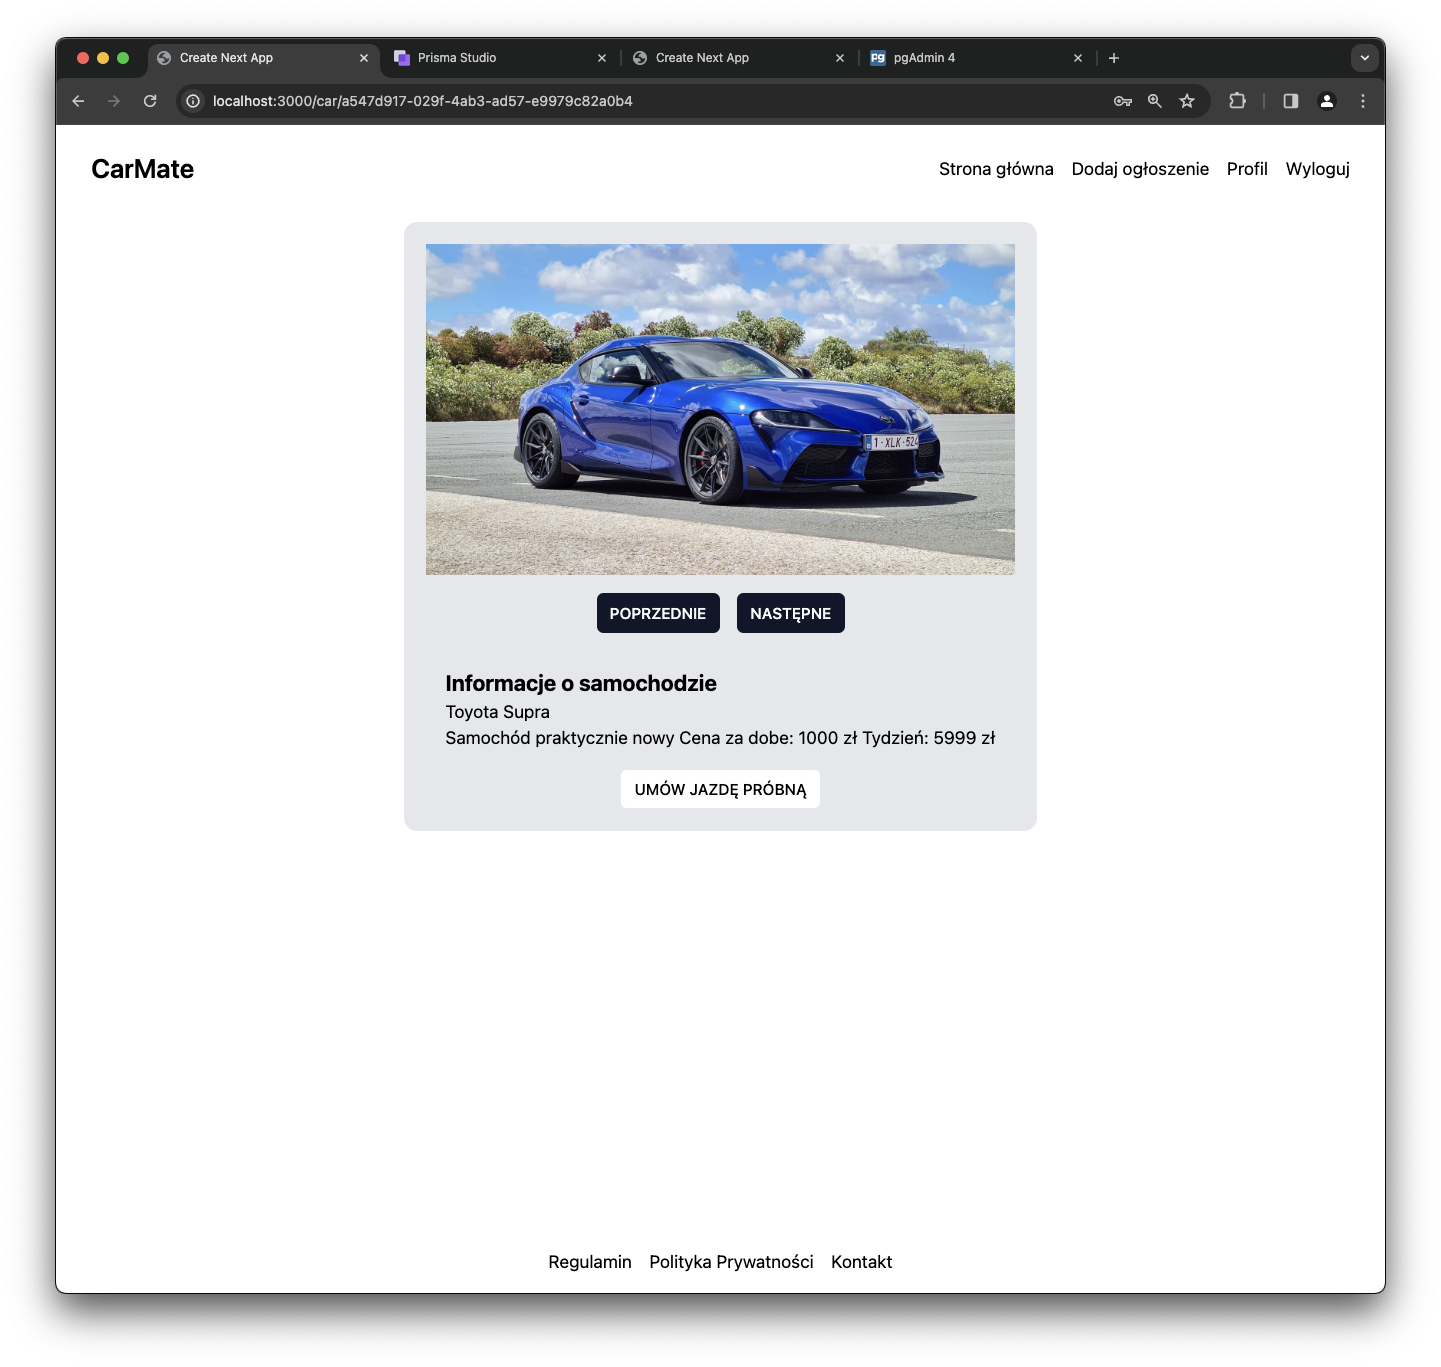 Create Next App
Prisma Studio
Create Next App
pgAdmin 4
localhost:3000/car/a547d917-029f-4ab3-ad57-e9979c82a0b4
CarMate
Strona główna Dodaj ogłoszenie Profil Wyloguj
1-XLK-524
POPRZEDNIE NASTĘPNE
Informacje o samochodzie
Toyota Supra
Samochód praktycznie nowy Cena za dobe: 1000 zł Tydzień: 5999 zł
UMÓW JAZDĘ PRÓBNĄ
Regulamin Polityka Prywatności Kontakt